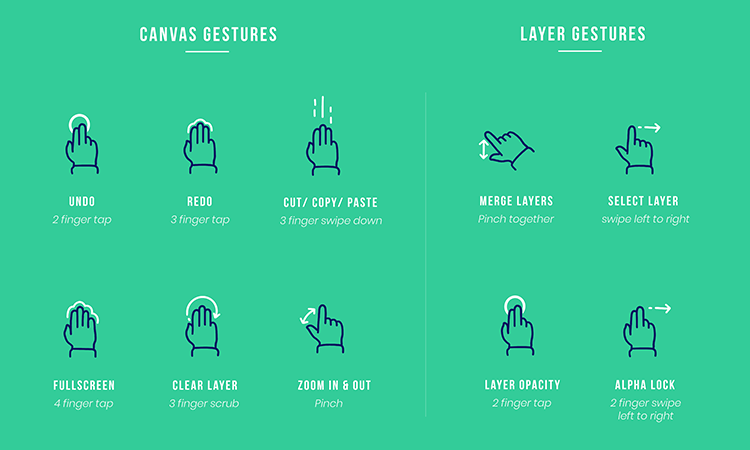 CANVAS GESTURES
UNDO
2 finger tap
REDO
3 finger tap
CUT/ COPY/ PASTE
3 finger swipe down
FULLSCREEN
4 finger tap
CLEAR LAYER
3 finger scrub
ZOOM IN & OUT
Pinch
LAYER GESTURES
MERGE LAYERS
Pinch together
SELECT LAYER
swipe left to right
LAYER OPACITY
2 finger tap
ALPHA LOCK
2 finger swipe
left to right